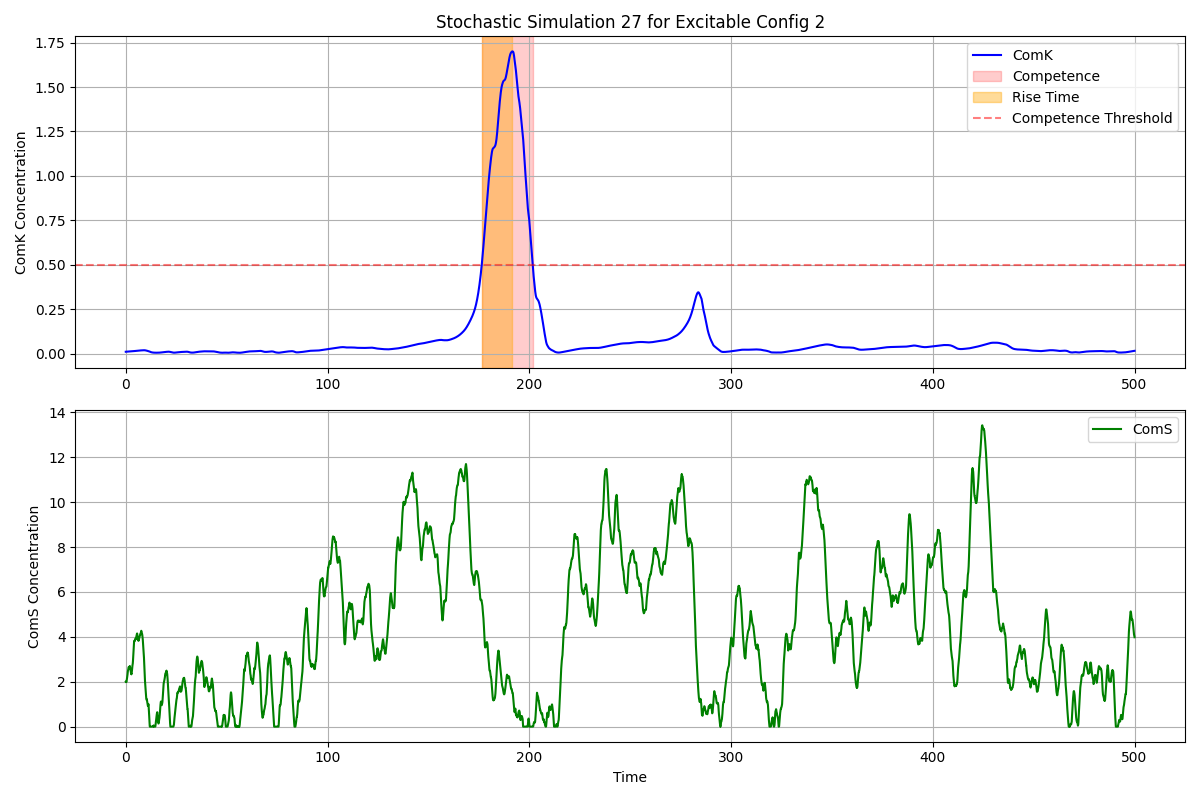 Stochastic Simulation 27 for Excitable Config 2
ComK Concentration
1.75
1.50
1.25
1.00
0.75
0.50
0.25
0.00
ComK
Competence
Rise Time
Competence Threshold
0 100 200 300 400 500
ComS Concentration
14
12
10
8
6
4
2
0
ComS
0 100 200 300 400 500
Time